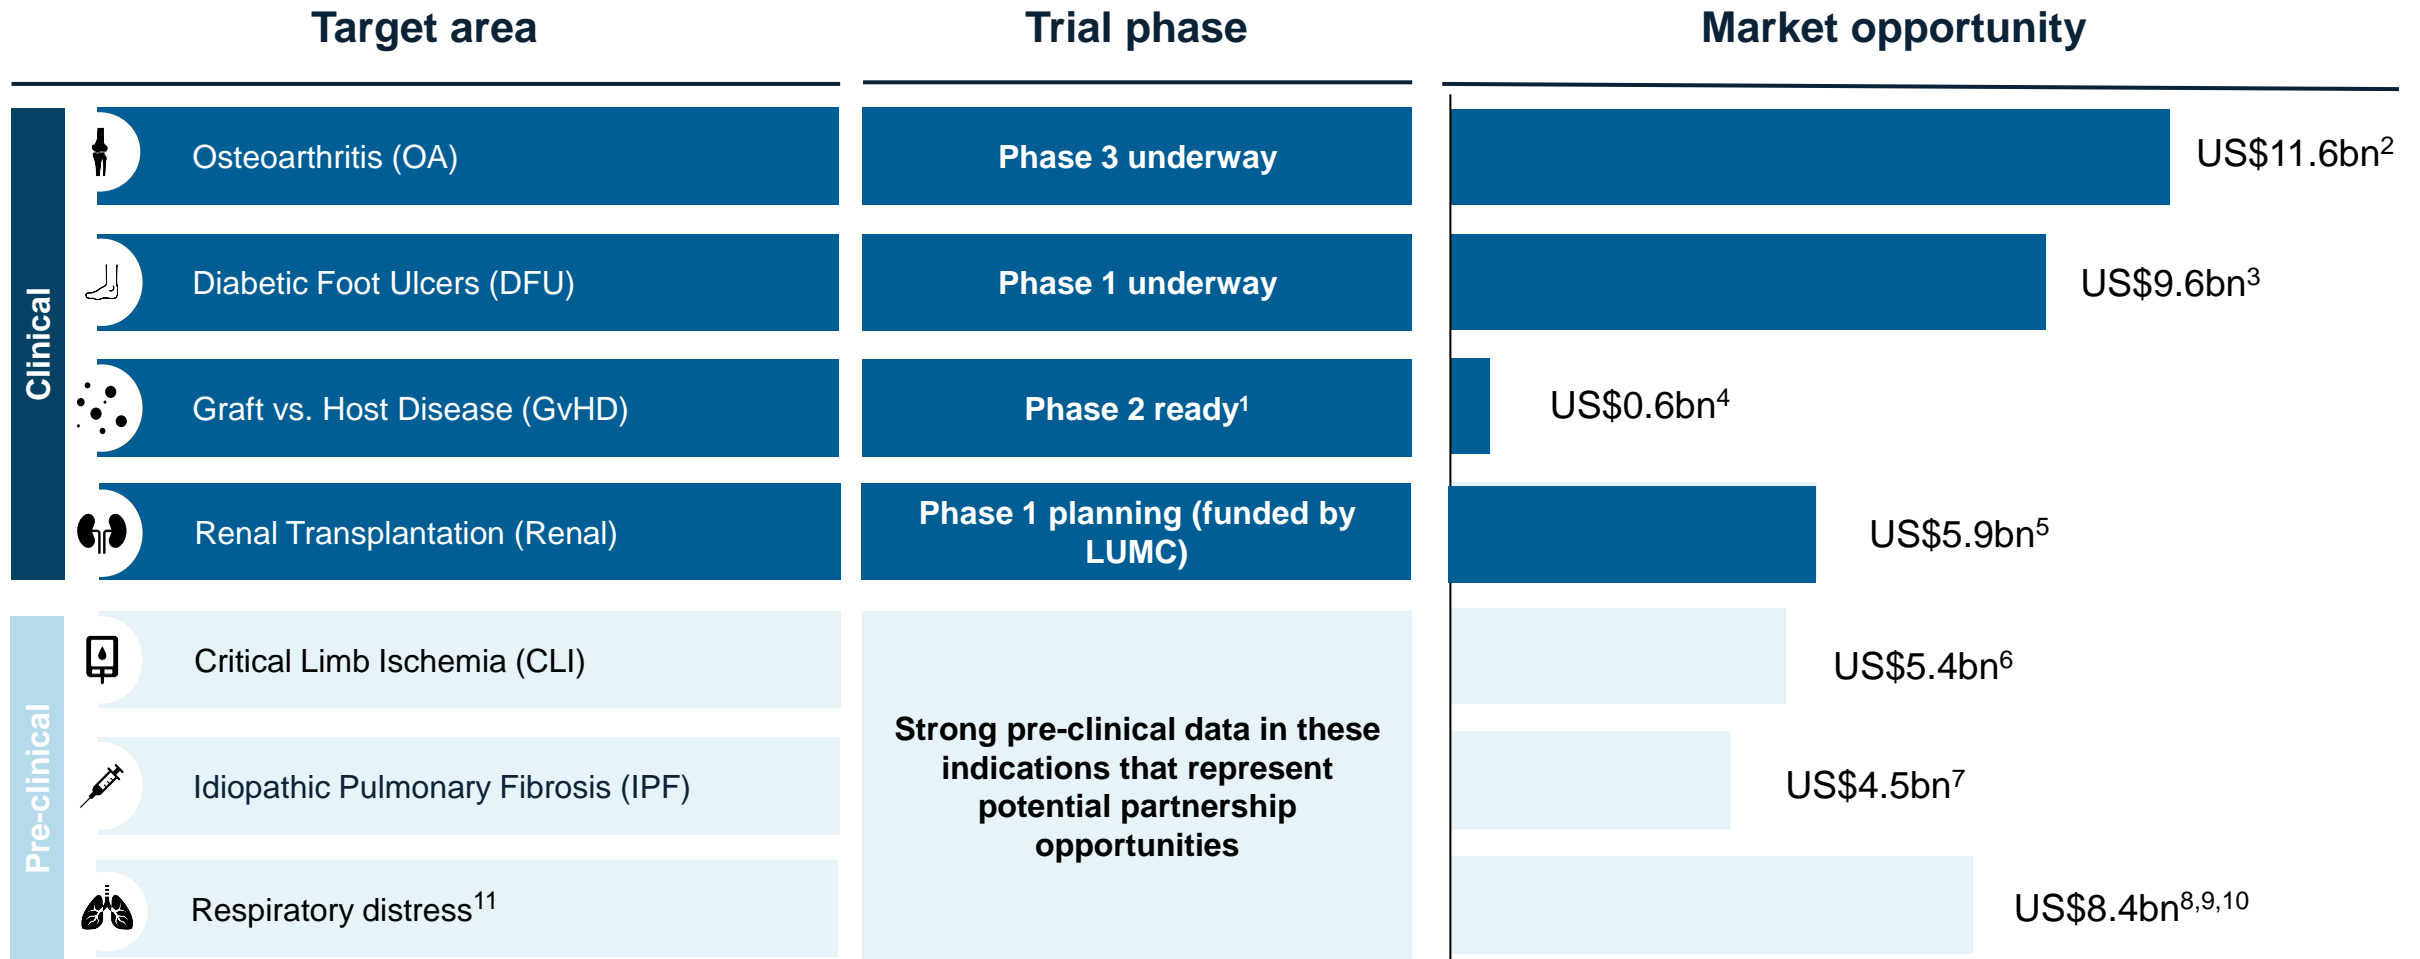 Target area
Trial phase
Market opportunity
Clinical
Osteoarthritis (OA)
Phase 3 underway
US$11.6bn²
Diabetic Foot Ulcers (DFU)
Phase 1 underway
US$9.6bn³
Graft vs. Host Disease (GvHD)
Phase 2 ready¹
US$0.6bn⁴
Renal Transplantation (Renal)
Phase 1 planning (funded by
LUMC)
US$5.9bn⁵
Pre-clinical
Critical Limb Ischemia (CLI)
US$5.4bn⁶
Strong pre-clinical data in these
indications that represent
potential partnership
opportunities
Idiopathic Pulmonary Fibrosis (IPF)
US$4.5bn⁷
Respiratory distress¹¹
US$8.4bn⁸,⁹,¹⁰